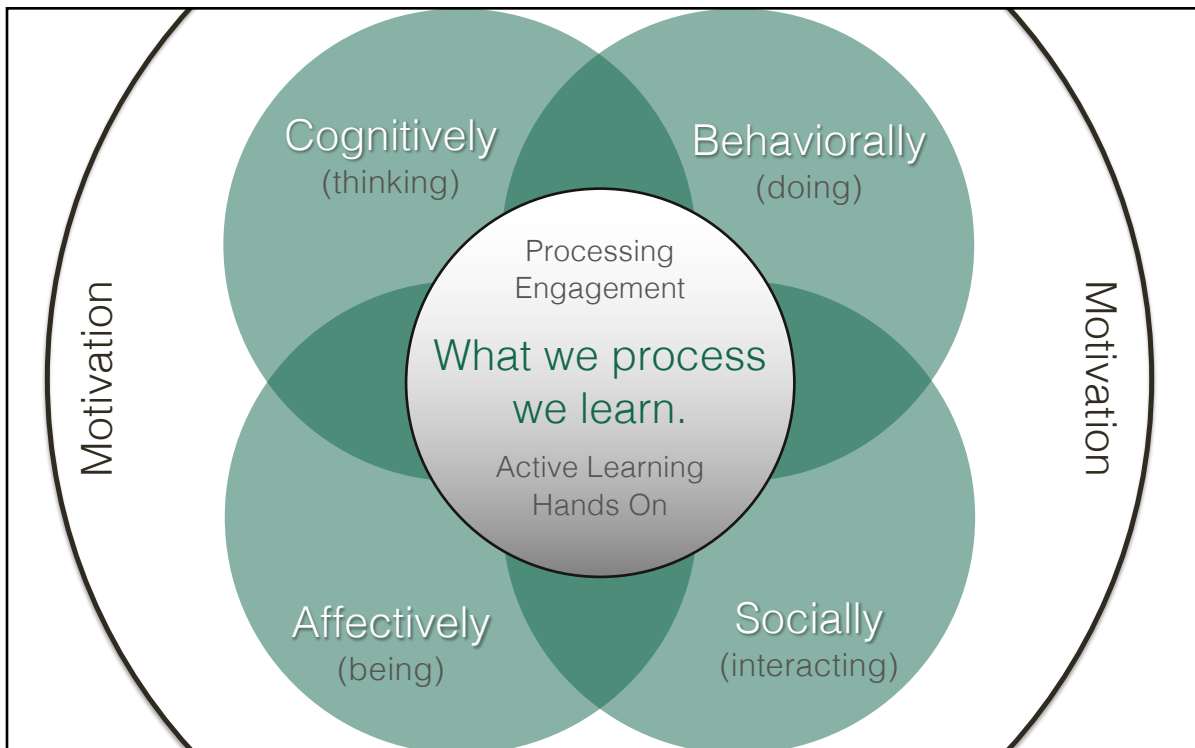 Cognitively
(thinking)
Behaviorally
(doing)
Processing
Engagement
What we process
we learn.
Active Learning
Hands On
Motivation
Motivation
Affectively
(being)
Socially
(interacting)